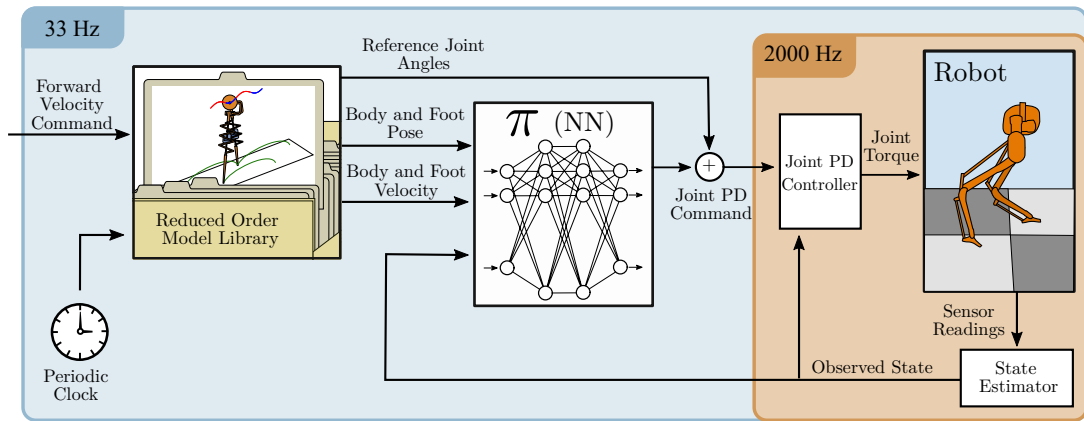 33 Hz
Reference Joint
Angles
2000 Hz
Robot
Forward
Velocity
Command
Body and Foot
Pose
π (NN)
Body and Foot
Velocity
+
Joint PD
Command
Joint PD
Controller
Joint
Torque
Reduced Order
Model Library
Periodic
Clock
Sensor
Readings
Observed State
State
Estimator